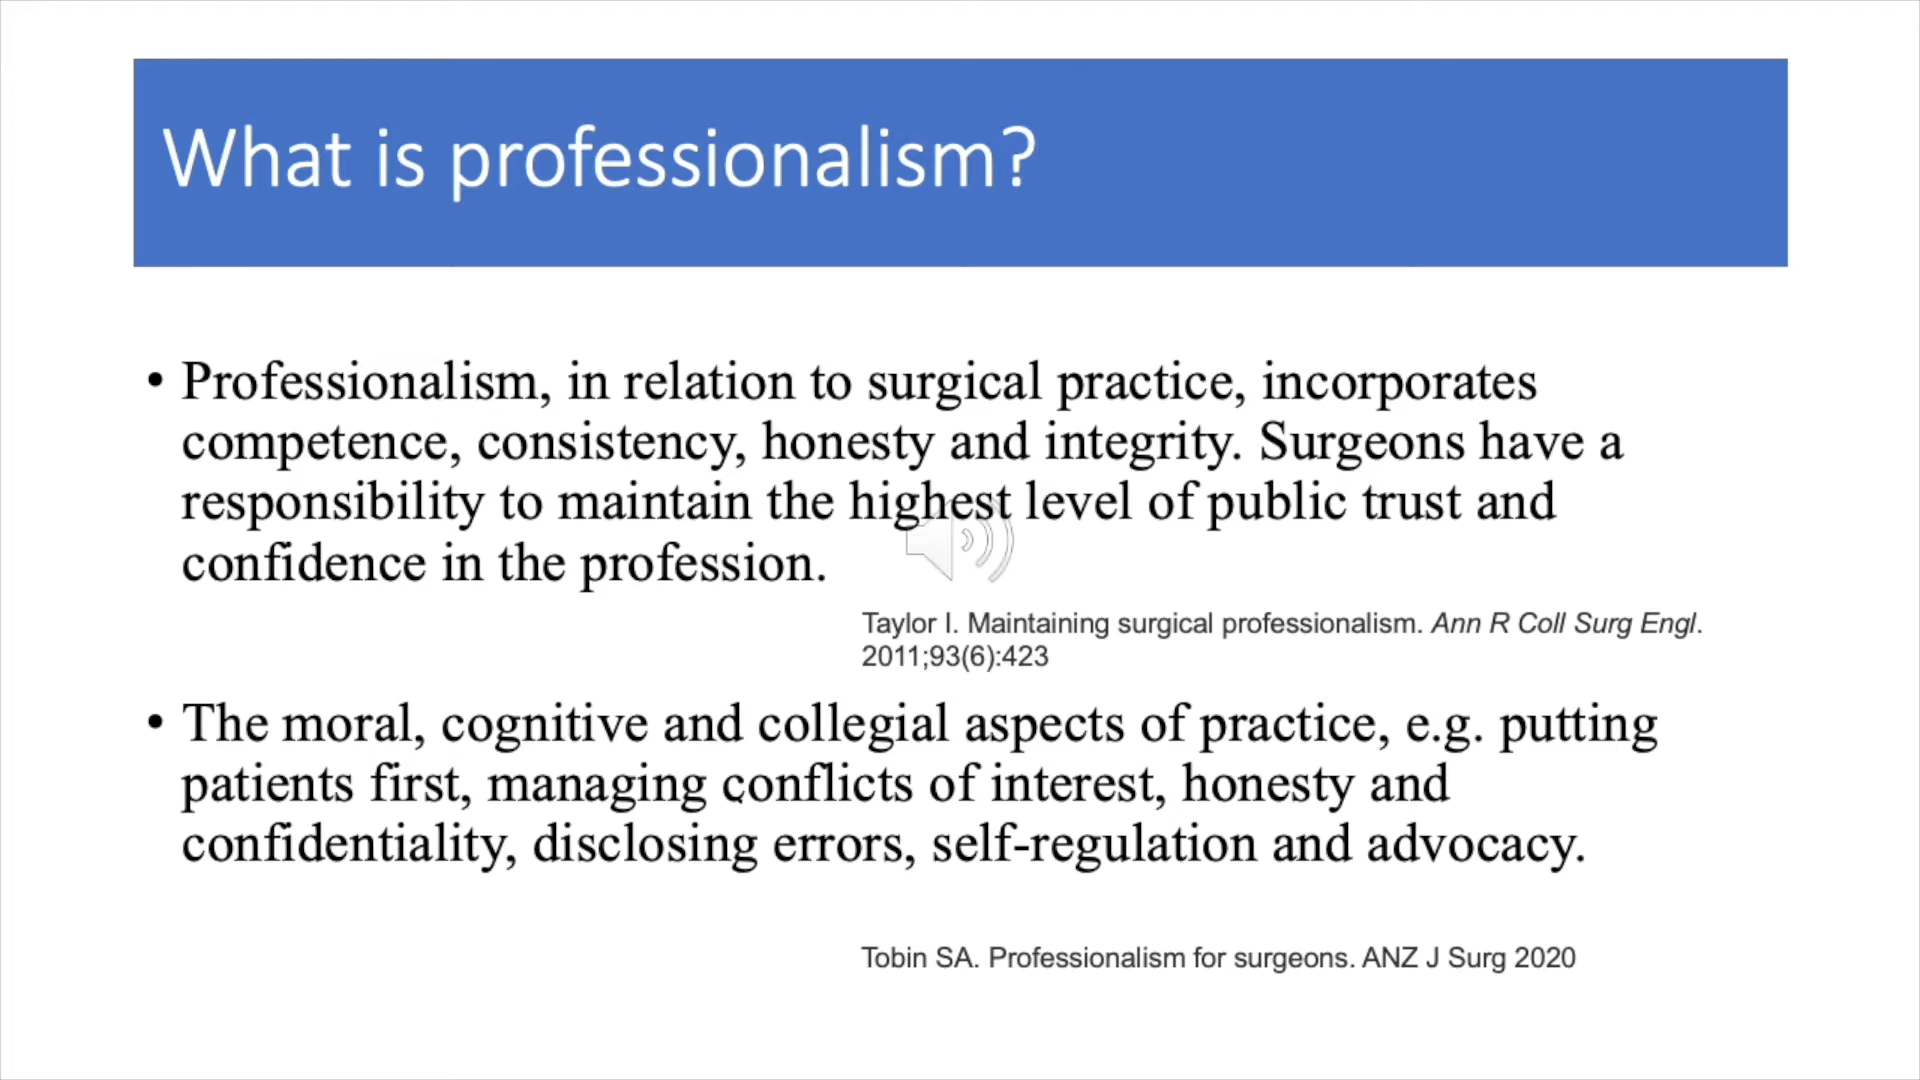 What is professionalism?
• Professionalism, in relation to surgical practice, incorporates
competence, consistency, honesty and integrity. Surgeons have a
responsibility to maintain the highest level of public trust and
confidence in the profession.
Taylor I. Maintaining surgical professionalism. Ann R Coll Surg Engl.
2011;93(6):423
• The moral, cognitive and collegial aspects of practice, e.g. putting
patients first, managing conflicts of interest, honesty and
confidentiality, disclosing errors, self-regulation and advocacy.
Tobin SA. Professionalism for surgeons. ANZ J Surg 2020